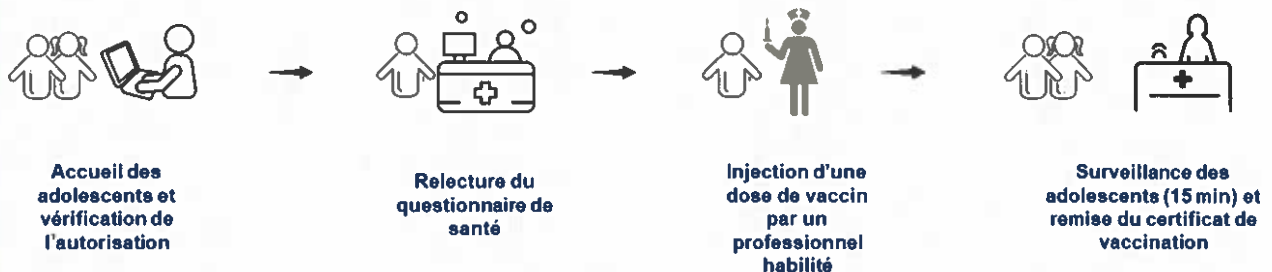 Accueil des
adolescents et
vérification de
l'autorisation
Relecture du
questionnaire de
santé
Injection d'une
dose de vaccin
par un
professionnel
habilité
Surveillance des
adolescents (15 min) et
remise du certificat de
vaccination